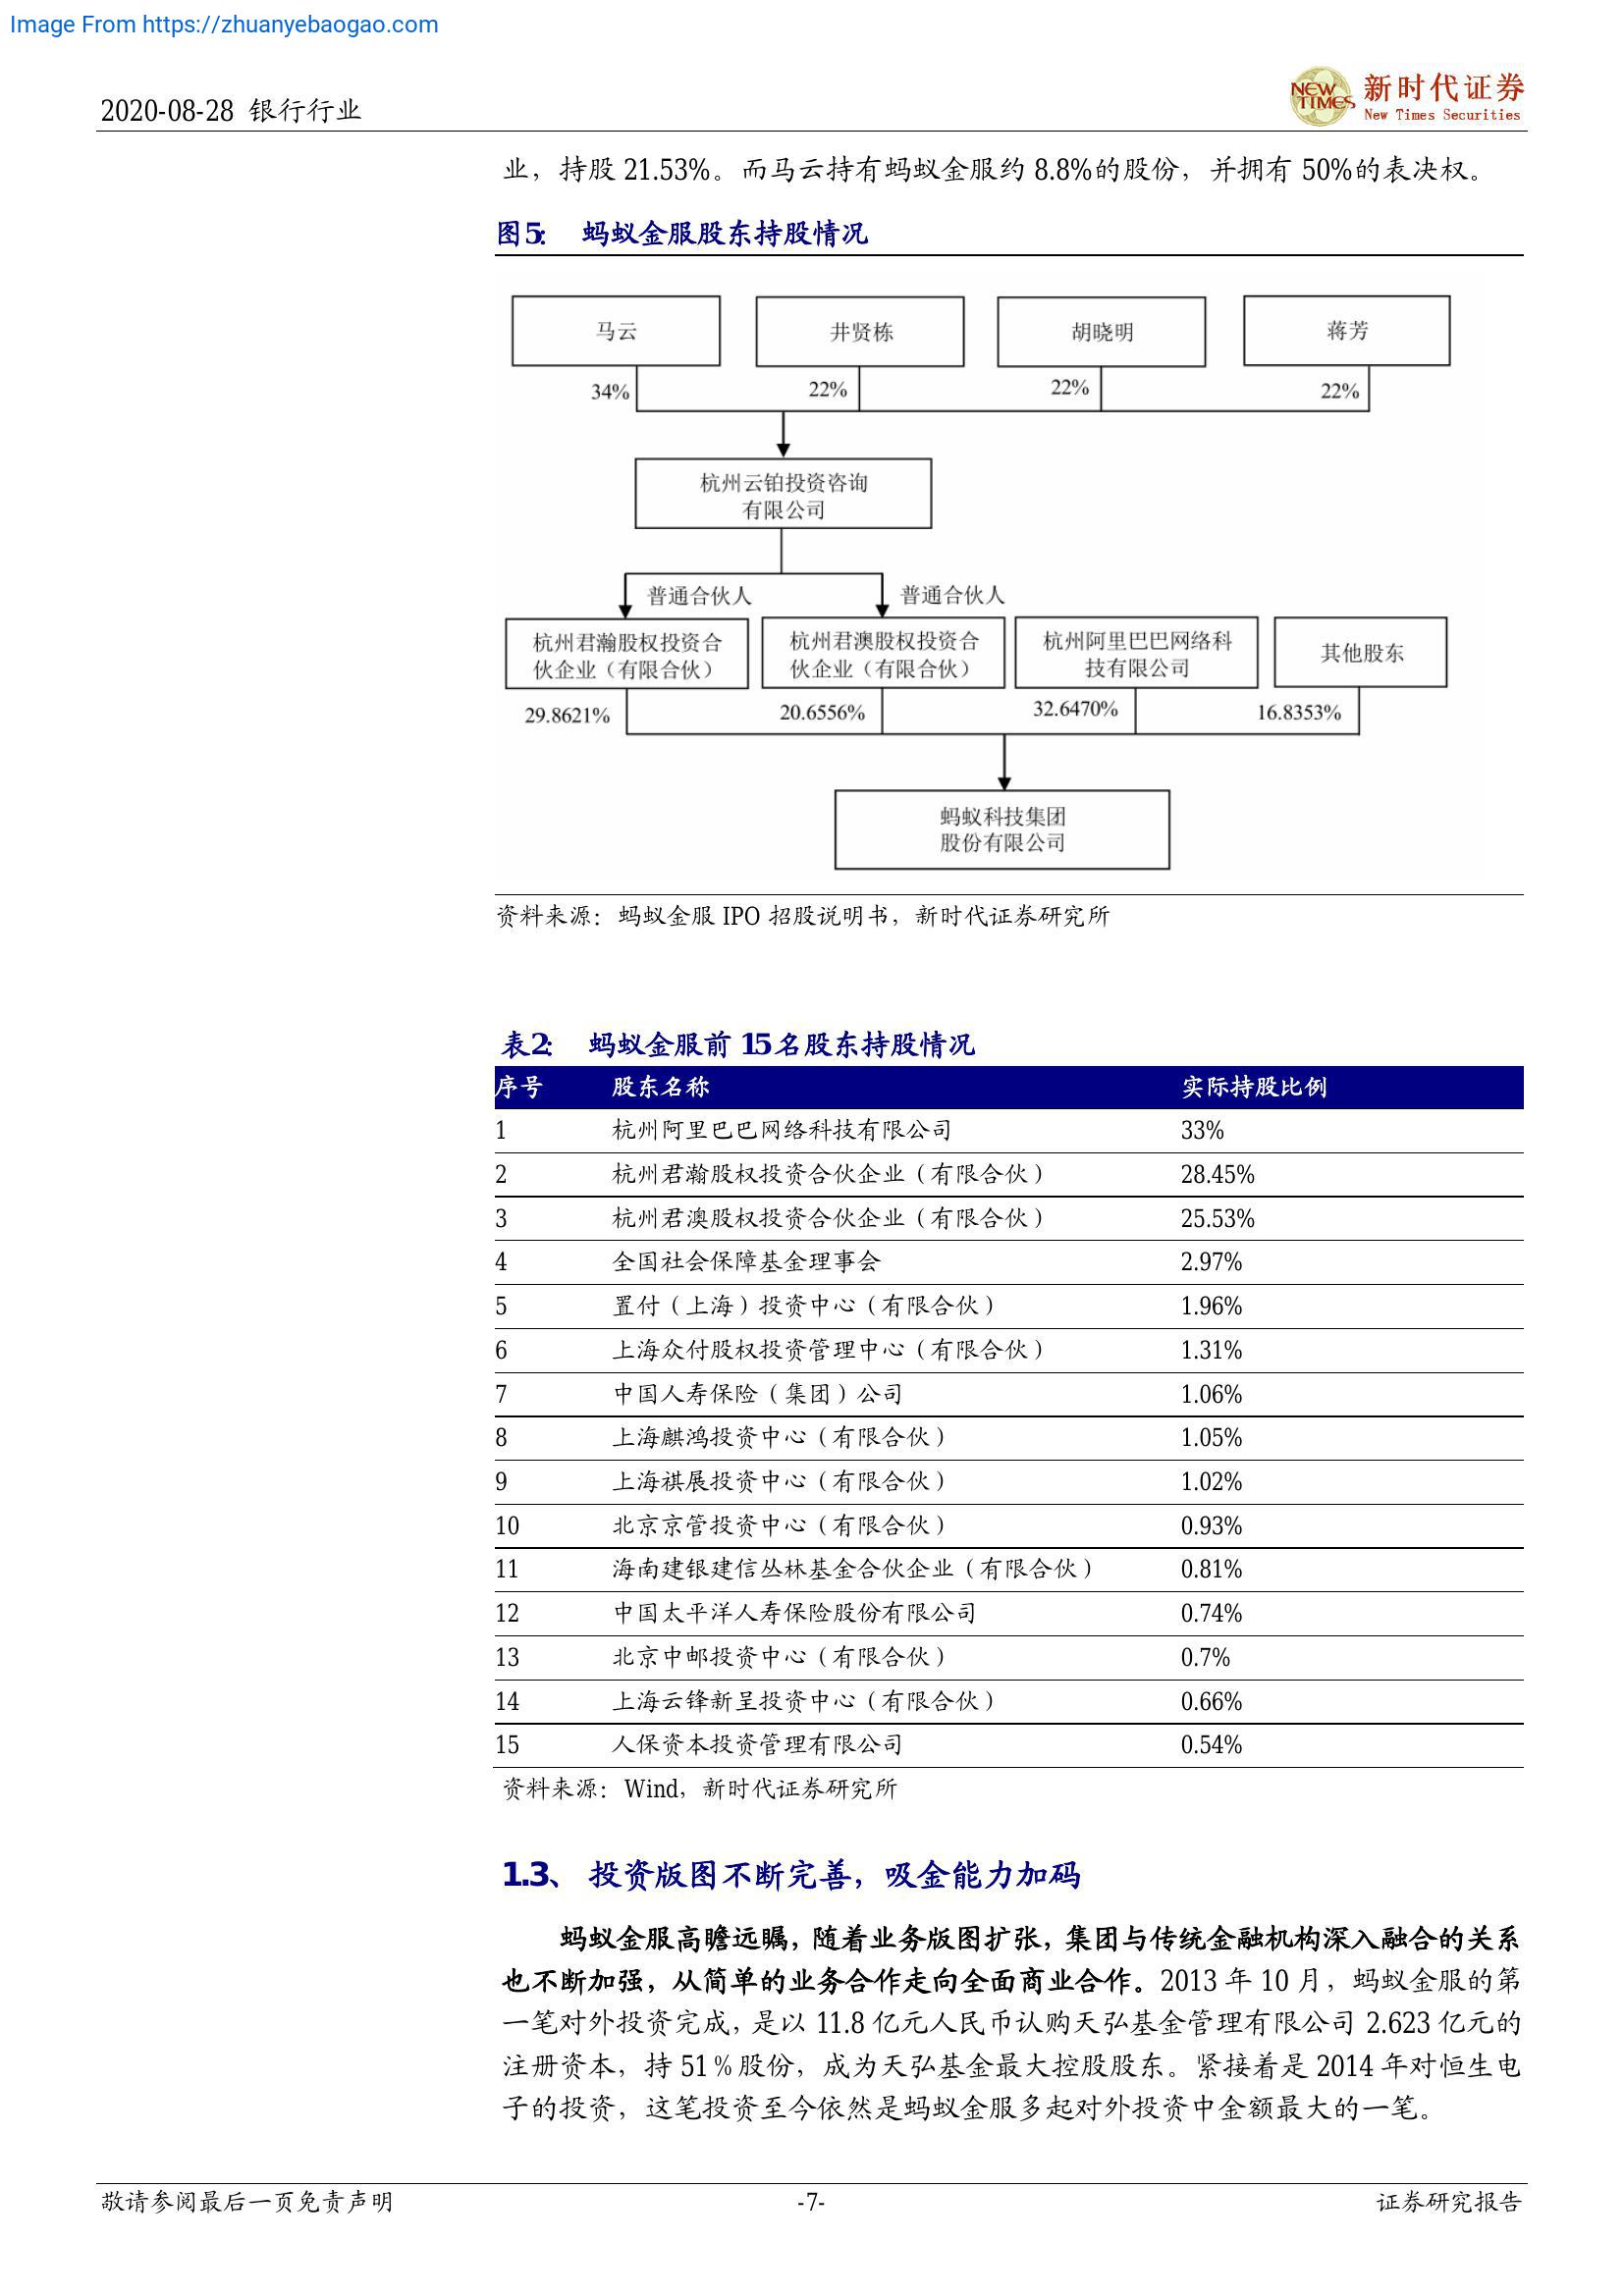 Image From https://zhuanyebaogao.com
2020-08-28 银行行业
NEW TIMES
新时代证券
New Times Securities
业，持股 21.53%。而马云持有蚂蚁金服约 8.8%的股份，并拥有 50%的表决权。
图5： 蚂蚁金服股东持股情况
马云 井贤栋 胡晓明 蒋芳
34% 22% 22% 22%
杭州云铂投资咨询
有限公司
普通合伙人 普通合伙人
杭州君瀚股权投资合
伙企业（有限合伙）
杭州君澳股权投资合
伙企业（有限合伙）
杭州阿里巴巴网络科
技有限公司
其他股东
29.8621% 20.6556% 32.6470% 16.8353%
蚂蚁科技集团
股份有限公司
资料来源：蚂蚁金服 IPO 招股说明书，新时代证券研究所
表2： 蚂蚁金服前 15名股东持股情况
序号 股东名称 实际持股比例
1 杭州阿里巴巴网络科技有限公司 33%
2 杭州君瀚股权投资合伙企业（有限合伙） 28.45%
3 杭州君澳股权投资合伙企业（有限合伙） 25.53%
4 全国社会保障基金理事会 2.97%
5 置付（上海）投资中心（有限合伙） 1.96%
6 上海众付股权投资管理中心（有限合伙） 1.31%
7 中国人寿保险（集团）公司 1.06%
8 上海麒鸿投资中心（有限合伙） 1.05%
9 上海祺展投资中心（有限合伙） 1.02%
10 北京京管投资中心（有限合伙） 0.93%
11 海南建银建信丛林基金合伙企业（有限合伙） 0.81%
12 中国太平洋人寿保险股份有限公司 0.74%
13 北京中邮投资中心（有限合伙） 0.7%
14 上海云锋新呈投资中心（有限合伙） 0.66%
15 人保资本投资管理有限公司 0.54%
资料来源：Wind，新时代证券研究所
1.3、 投资版图不断完善，吸金能力加码
蚂蚁金服高瞻远瞩，随着业务版图扩张，集团与传统金融机构深入融合的关系
也不断加强，从简单的业务合作走向全面商业合作。2013 年 10 月，蚂蚁金服的第
一笔对外投资完成，是以 11.8 亿元人民币认购天弘基金管理有限公司 2.623 亿元的
注册资本，持 51％股份，成为天弘基金最大控股股东。紧接着是 2014 年对恒生电
子的投资，这笔投资至今依然是蚂蚁金服多起对外投资中金额最大的一笔。
敬请参阅最后一页免责声明 -7- 证券研究报告